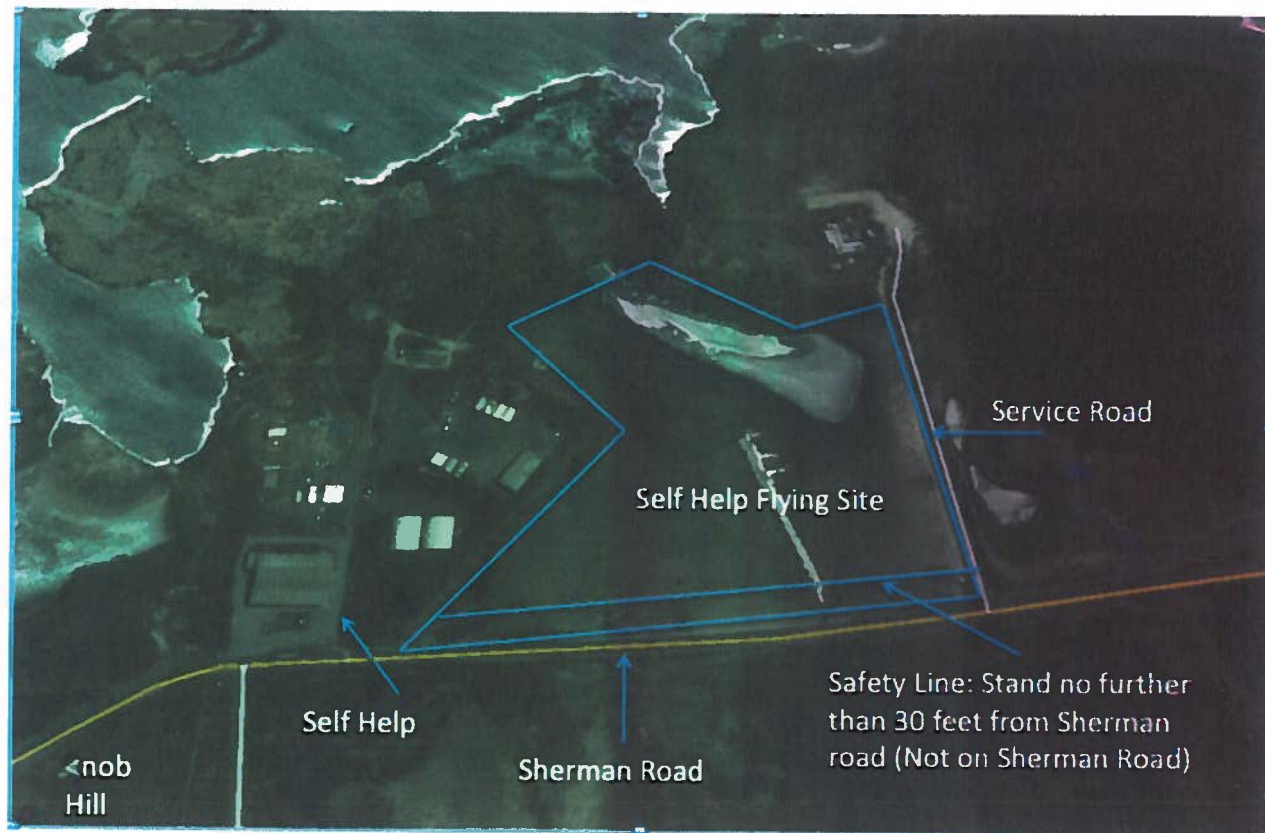 Service Road
Self Help Flying Site
Safety Line: Stand no further
than 30 feet from Sherman
road (Not on Sherman Road)
Self Help
Sherman Road
Knob
Hill